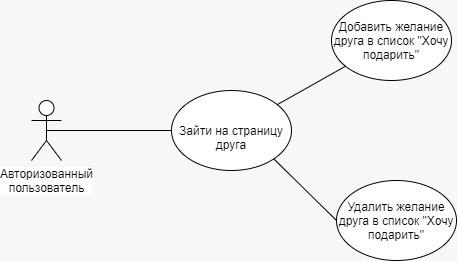 Добавить желание
друга в список "Хочу
подарить"
Зайти на страницу
друга
Авторизованный
пользователь
Удалить желание
друга в список "Хочу
подарить"